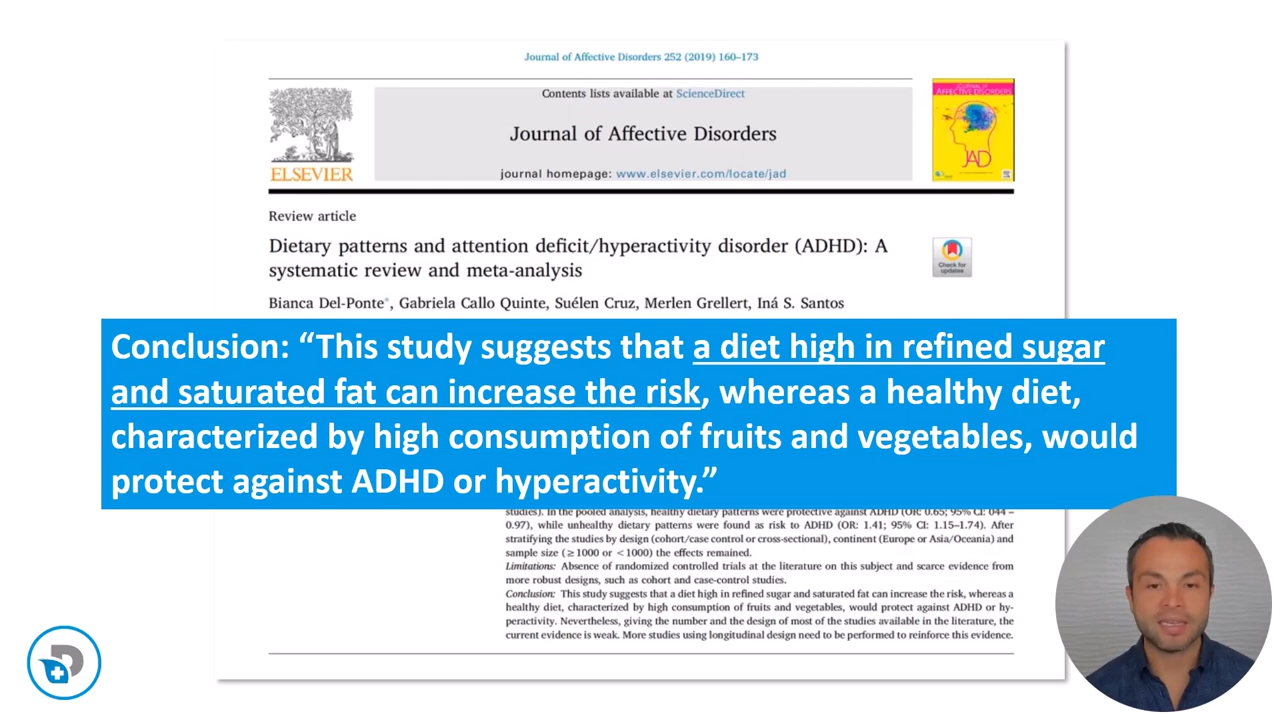 Journal of Affective Disorders 252 (2019) 160–173
Contents lists available at ScienceDirect
Journal of Affective Disorders
journal homepage: www.elsevier.com/locate/jad
ELSEVIER
JOURNAL OF
AFFECTIVE DISORDERS
JAD
Review article
Dietary patterns and attention deficit/hyperactivity disorder (ADHD): A
systematic review and meta-analysis
Check for
updates
Bianca Del-Ponte*, Gabriela Callo Quinte, Suélen Cruz, Merlen Grellert, Iná S. Santos
Conclusion: “This study suggests that a diet high in refined sugar
and saturated fat can increase the risk, whereas a healthy diet,
characterized by high consumption of fruits and vegetables, would
protect against ADHD or hyperactivity.”
studies). In the pooled analysis, healthy dietary patterns were protective against ADHD (OR: 0.65; 95% CI: 044–
0.97), while unhealthy dietary patterns were found as risk to ADHD (OR: 1.41; 95% CI: 1.15–1.74). After
stratifying the studies by design (cohort/case control or cross-sectional), continent (Europe or Asia/Oceania) and
sample size (≥1000 or <1000) the effects remained.
Limitations: Absence of randomized controlled trials at the literature on this subject and scarce evidence from
more robust designs, such as cohort and case-control studies.
Conclusion: This study suggests that a diet high in refined sugar and saturated fat can increase the risk, whereas a
healthy diet, characterized by high consumption of fruits and vegetables, would protect against ADHD or hy-
peractivity. Nevertheless, giving the number and the design of most of the studies available in the literature, the
current evidence is weak. More studies using longitudinal design need to be performed to reinforce this evidence.